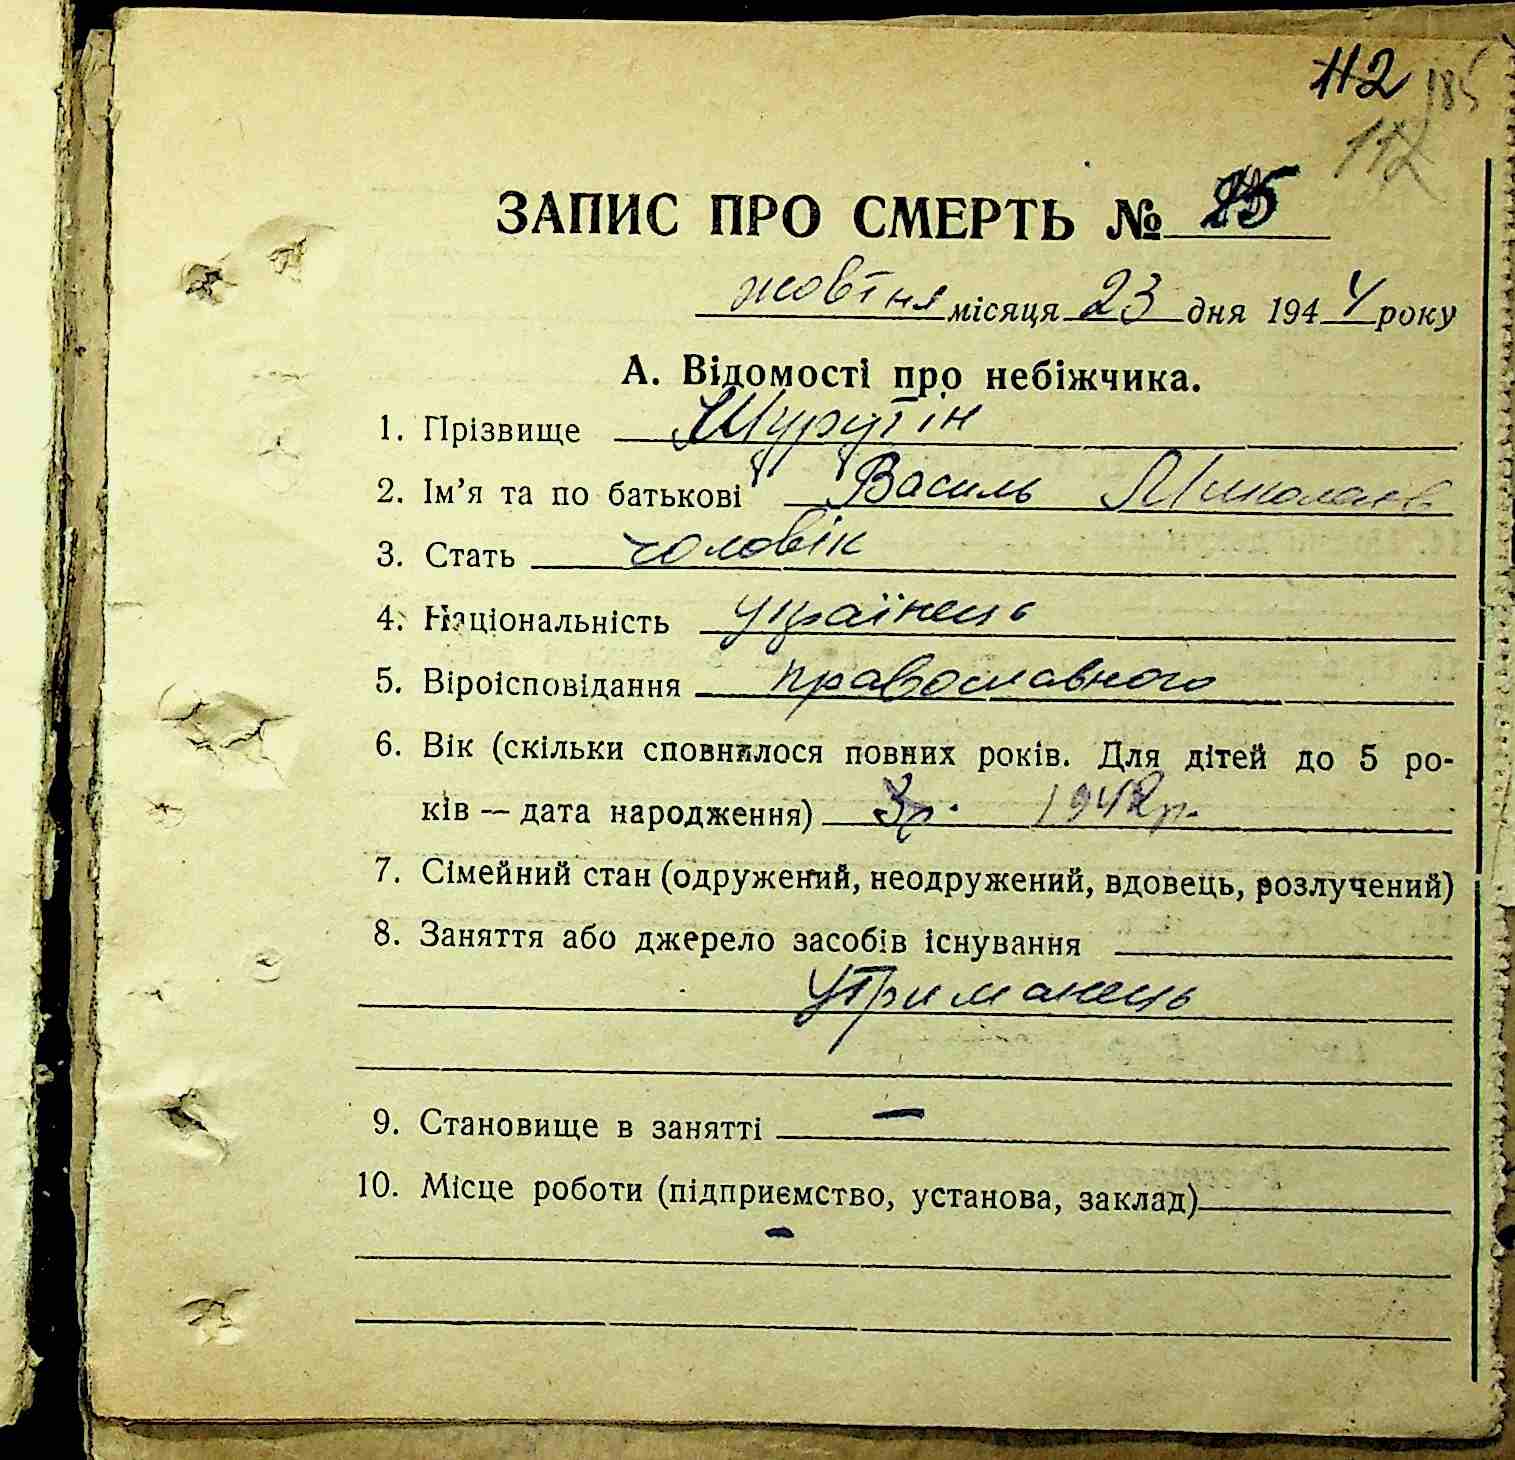 112 185
112
ЗАПИС ПРО СМЕРТЬ №
жовтня місяця 23 дня 1944 року
А. Відомості про небіжчика.
1. Прізвище Шурутін
2. Ім'я та по батькові Василь Миколаєв
3. Стать чоловік
4. Національність українець
5. Віроісповідання православного
6. Вік (скільки сповнилося повних років. Для дітей до 5 ро-
ків — дата народження) 3р. 1942р.
7. Сімейний стан (одружений, неодружений, вдовець, розлучений)
8. Заняття або джерело засобів існування
утриманець
9. Становище в занятті —
10. Місце роботи (підприємство, установа, заклад)
-